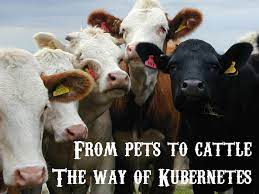 From pets to cattle
The way of Kubernetes